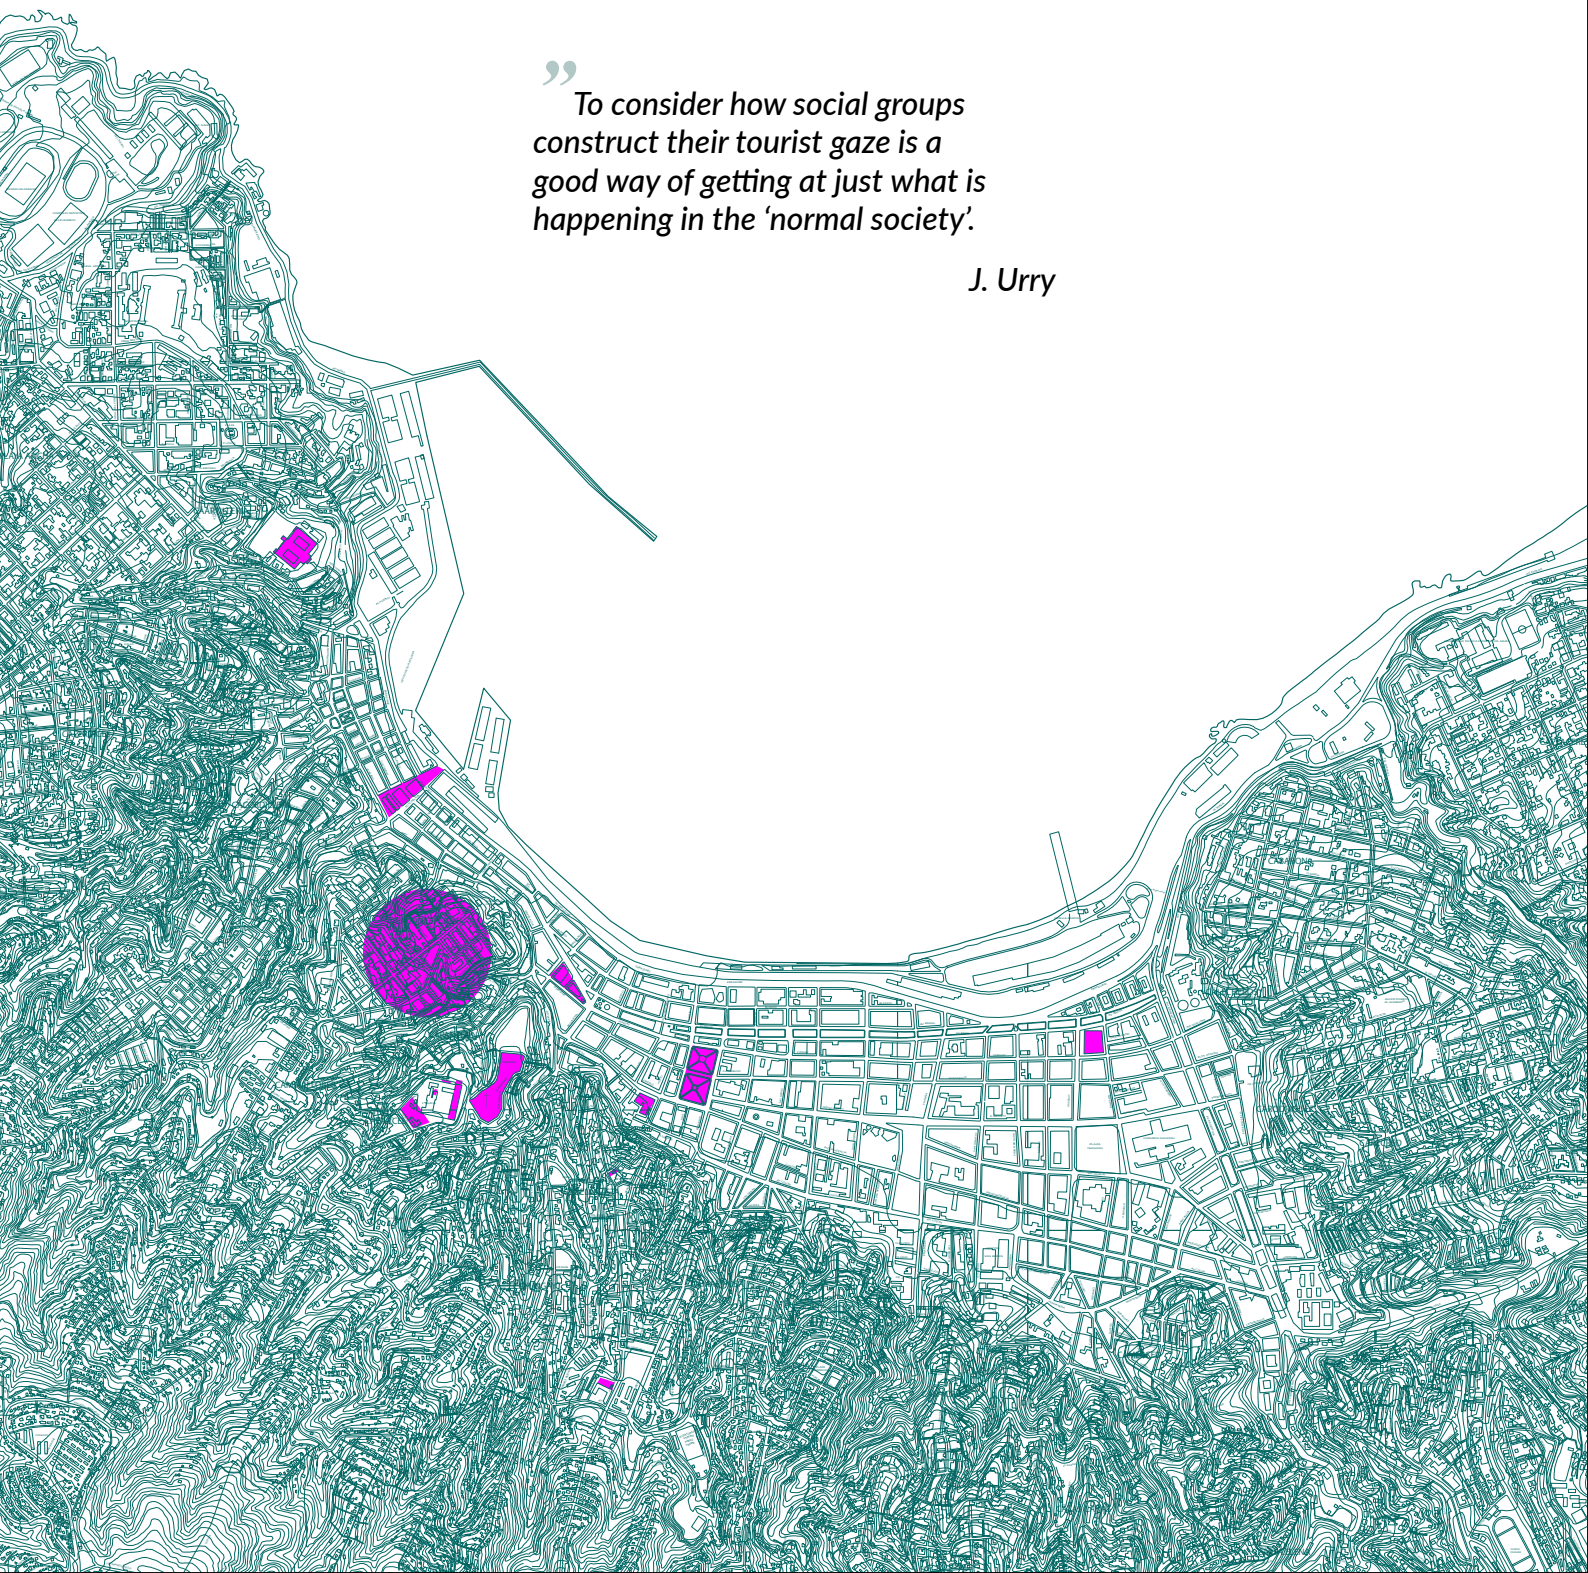 ”
To consider how social groups
construct their tourist gaze is a
good way of getting at just what is
happening in the ‘normal society’.
J. Urry